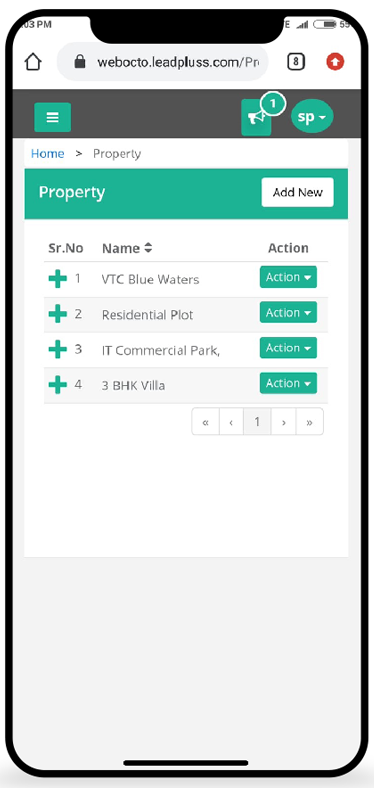 :03 PM E 55
webocto.leadpluss.com/Pr 8
1
sp
Home > Property
Property Add New
Sr.No Name Action
1 VTC Blue Waters Action
2 Residential Plot Action
3 IT Commercial Park, Action
4 3 BHK Villa Action
« ‹ 1 › »